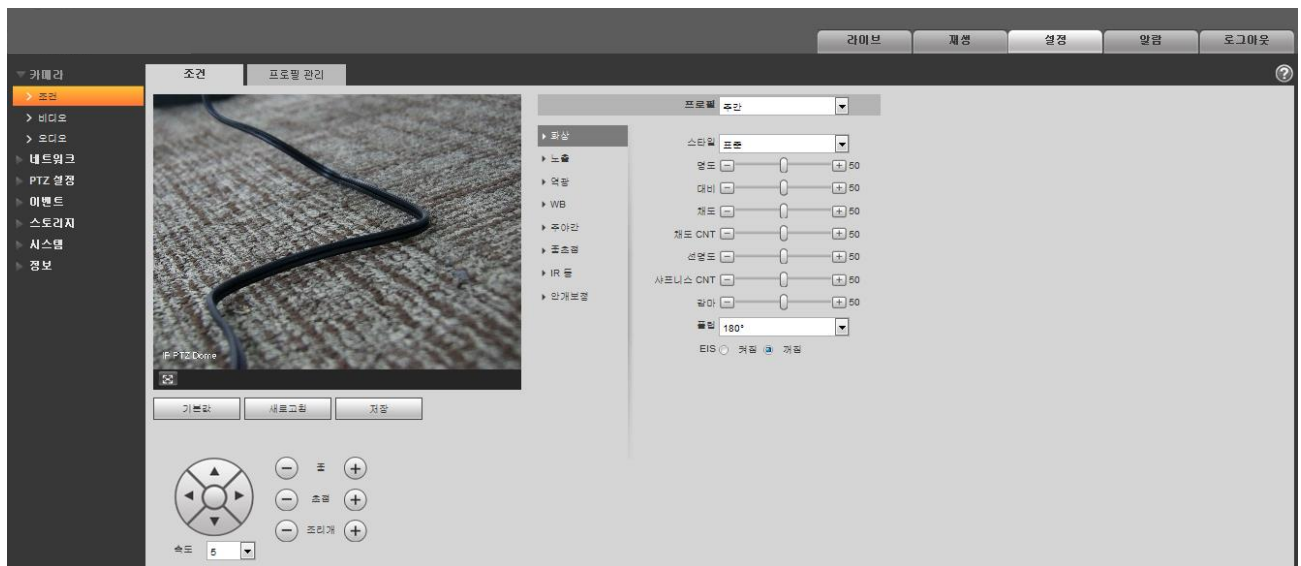 라이브 재생 설정 알람 로그아웃
카메라
조건
비디오
오디오
네트워크
PTZ 설정
이벤트
스토리지
시스템
정보
조건 프로필 관리
IP PTZ Dome
기본값 새로고침 저장
줌
초점
조리개
속도 5
프로필 주간
화상
노출
역광
WB
주야간
줌초점
IR 등
안개보정
스타일 표준
명도 50
대비 50
채도 50
채도 CNT 50
선명도 50
샤프니스 CNT 50
감마 50
플립 180°
EIS 켜짐 꺼짐